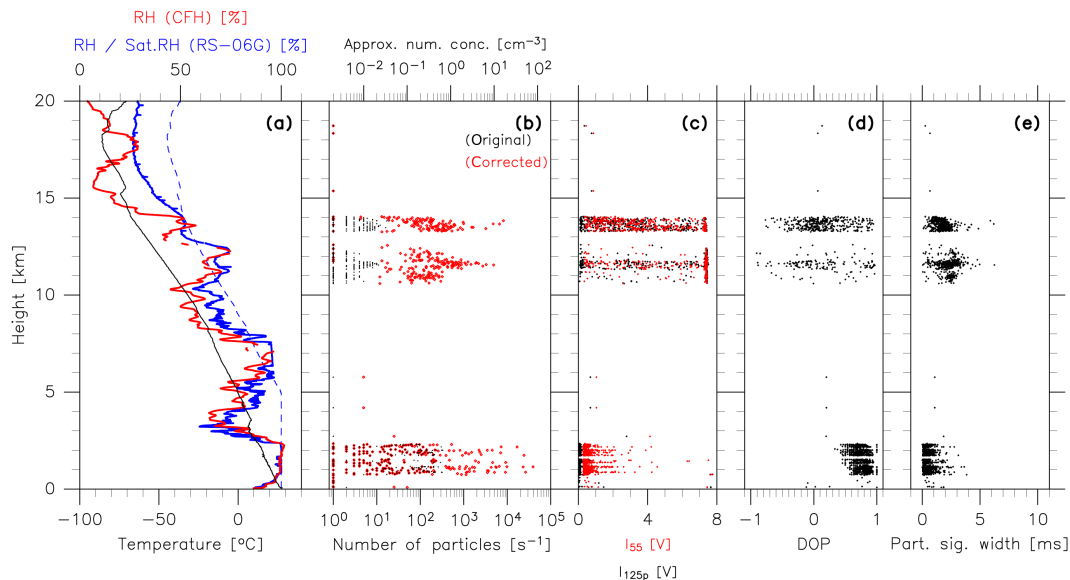 RH (CFH) [%]
RH / Sat.RH (RS−06G) [%]
Approx. num. conc. [cm−3]
0 50 100
10−2 10−1 100 101 102
20
15
10
5
0
Height [km]
(a)
(b)
(c)
(d)
(e)
(Original)
(Corrected)
−100 −50 0
100 101 102 103 104 105
0 4 8
−1 0 1
0 5 10
Temperature [°C]
Number of particles [s−1]
I55 [V]
DOP
Part. sig. width [ms]
I125p [V]